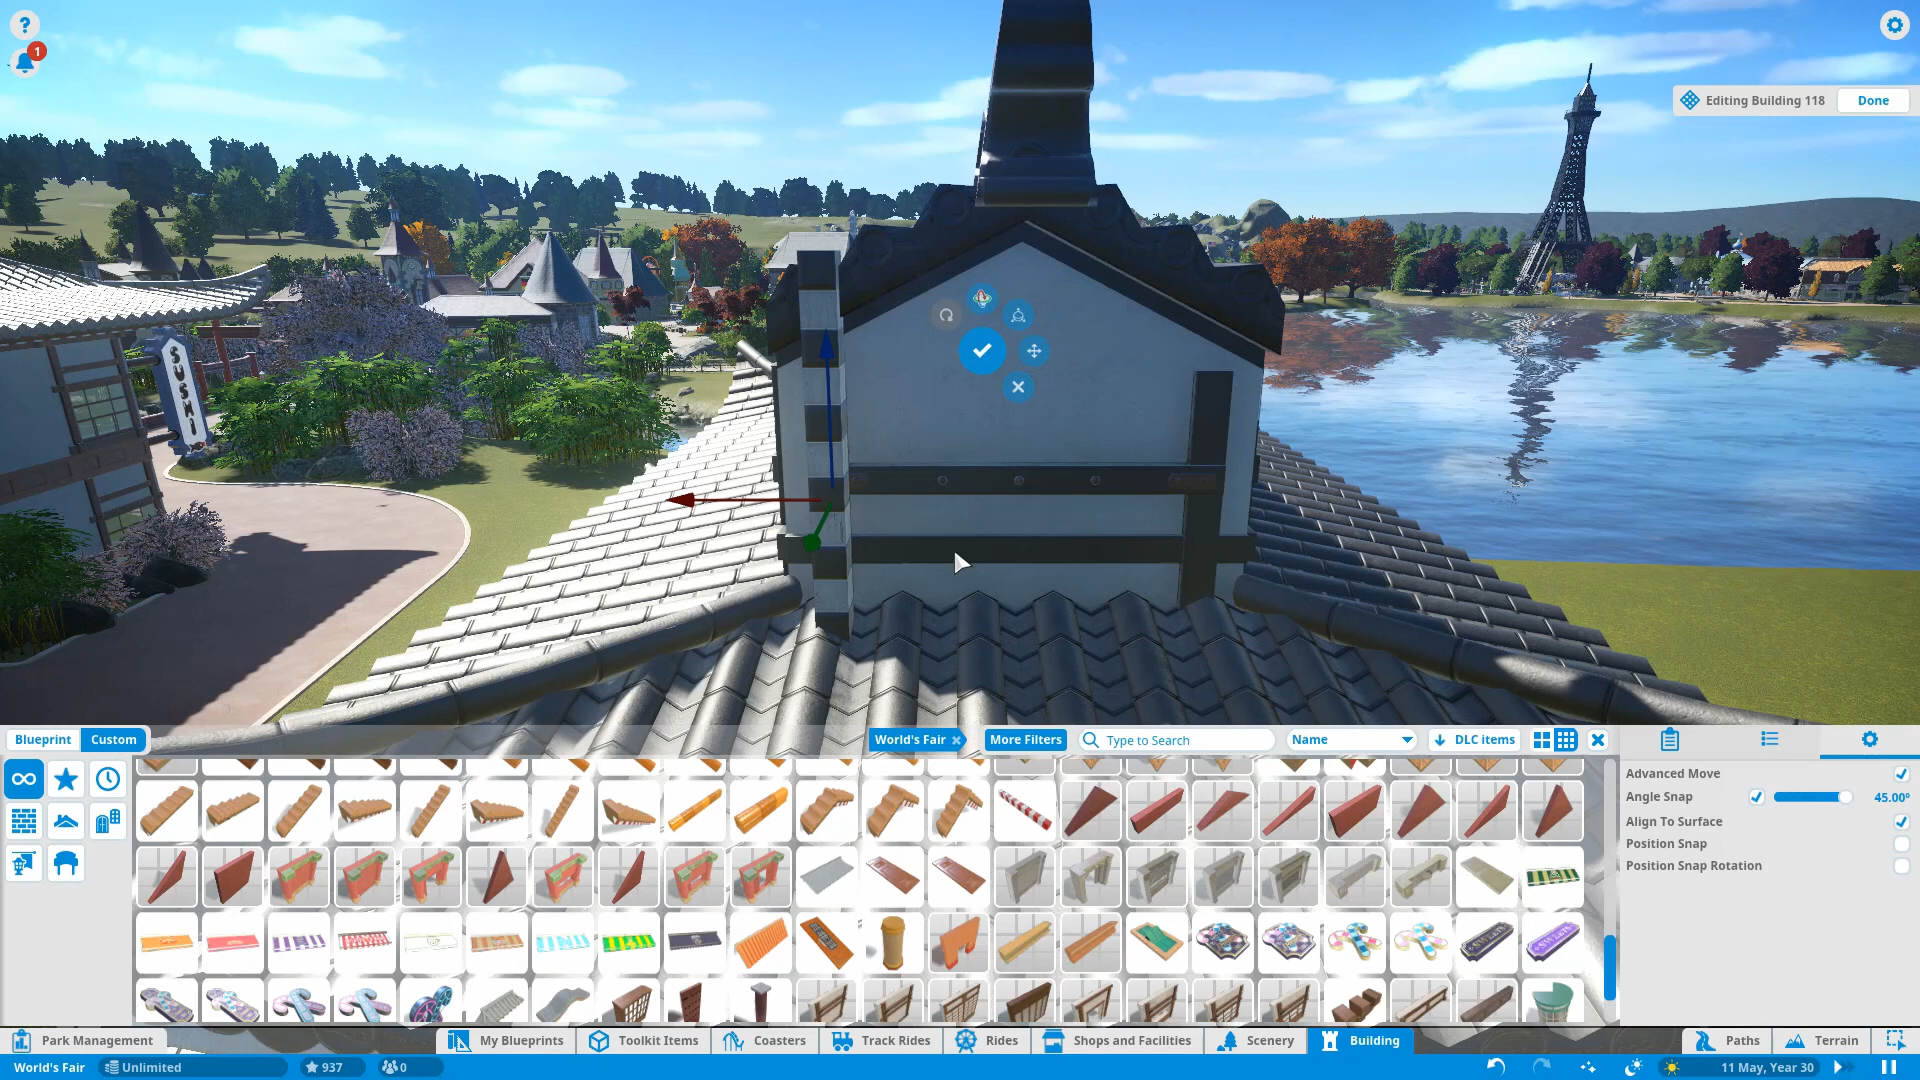 ?
1
Editing Building 118
Done
SUSHI
Blueprint
Custom
World's Fair
More Filters
Type to Search
Name
DLC items
Advanced Move
Angle Snap
45.00°
Align To Surface
Position Snap
Position Snap Rotation
Park Management
My Blueprints
Toolkit Items
Coasters
Track Rides
Rides
Shops and Facilities
Scenery
Building
Paths
Terrain
World's Fair
Unlimited
937
0
11 May, Year 30